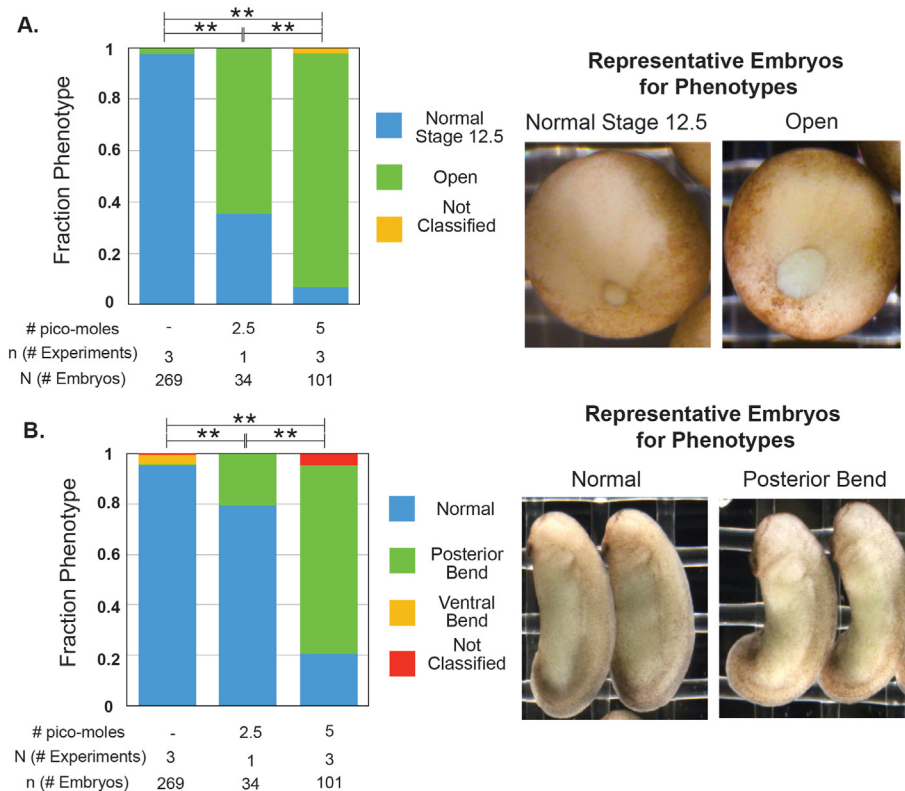 A.
**
** **
Fraction Phenotype
1
0.8
0.6
0.4
0.2
0
Normal
Stage 12.5
Open
Not
Classified
# pico-moles - 2.5 5
n (# Experiments) 3 1 3
N (# Embryos) 269 34 101
Representative Embryos
for Phenotypes
Normal Stage 12.5 Open
B.
**
** **
Fraction Phenotype
1
0.8
0.6
0.4
0.2
0
Normal
Posterior
Bend
Ventral
Bend
Not
Classified
# pico-moles - 2.5 5
N (# Experiments) 3 1 3
n (# Embryos) 269 34 101
Representative Embryos
for Phenotypes
Normal Posterior Bend